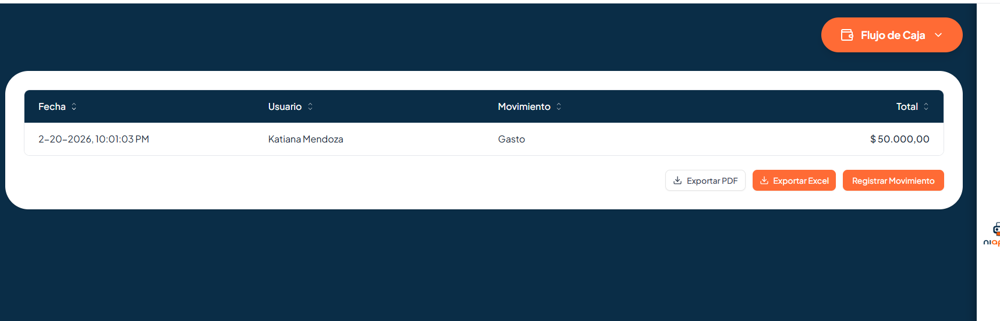 Flujo de Caja
Fecha Usuario Movimiento Total
2-20-2026, 10:01:03 PM Katiana Mendoza Gasto $ 50.000,00
Exportar PDF Exportar Excel Registrar Movimiento